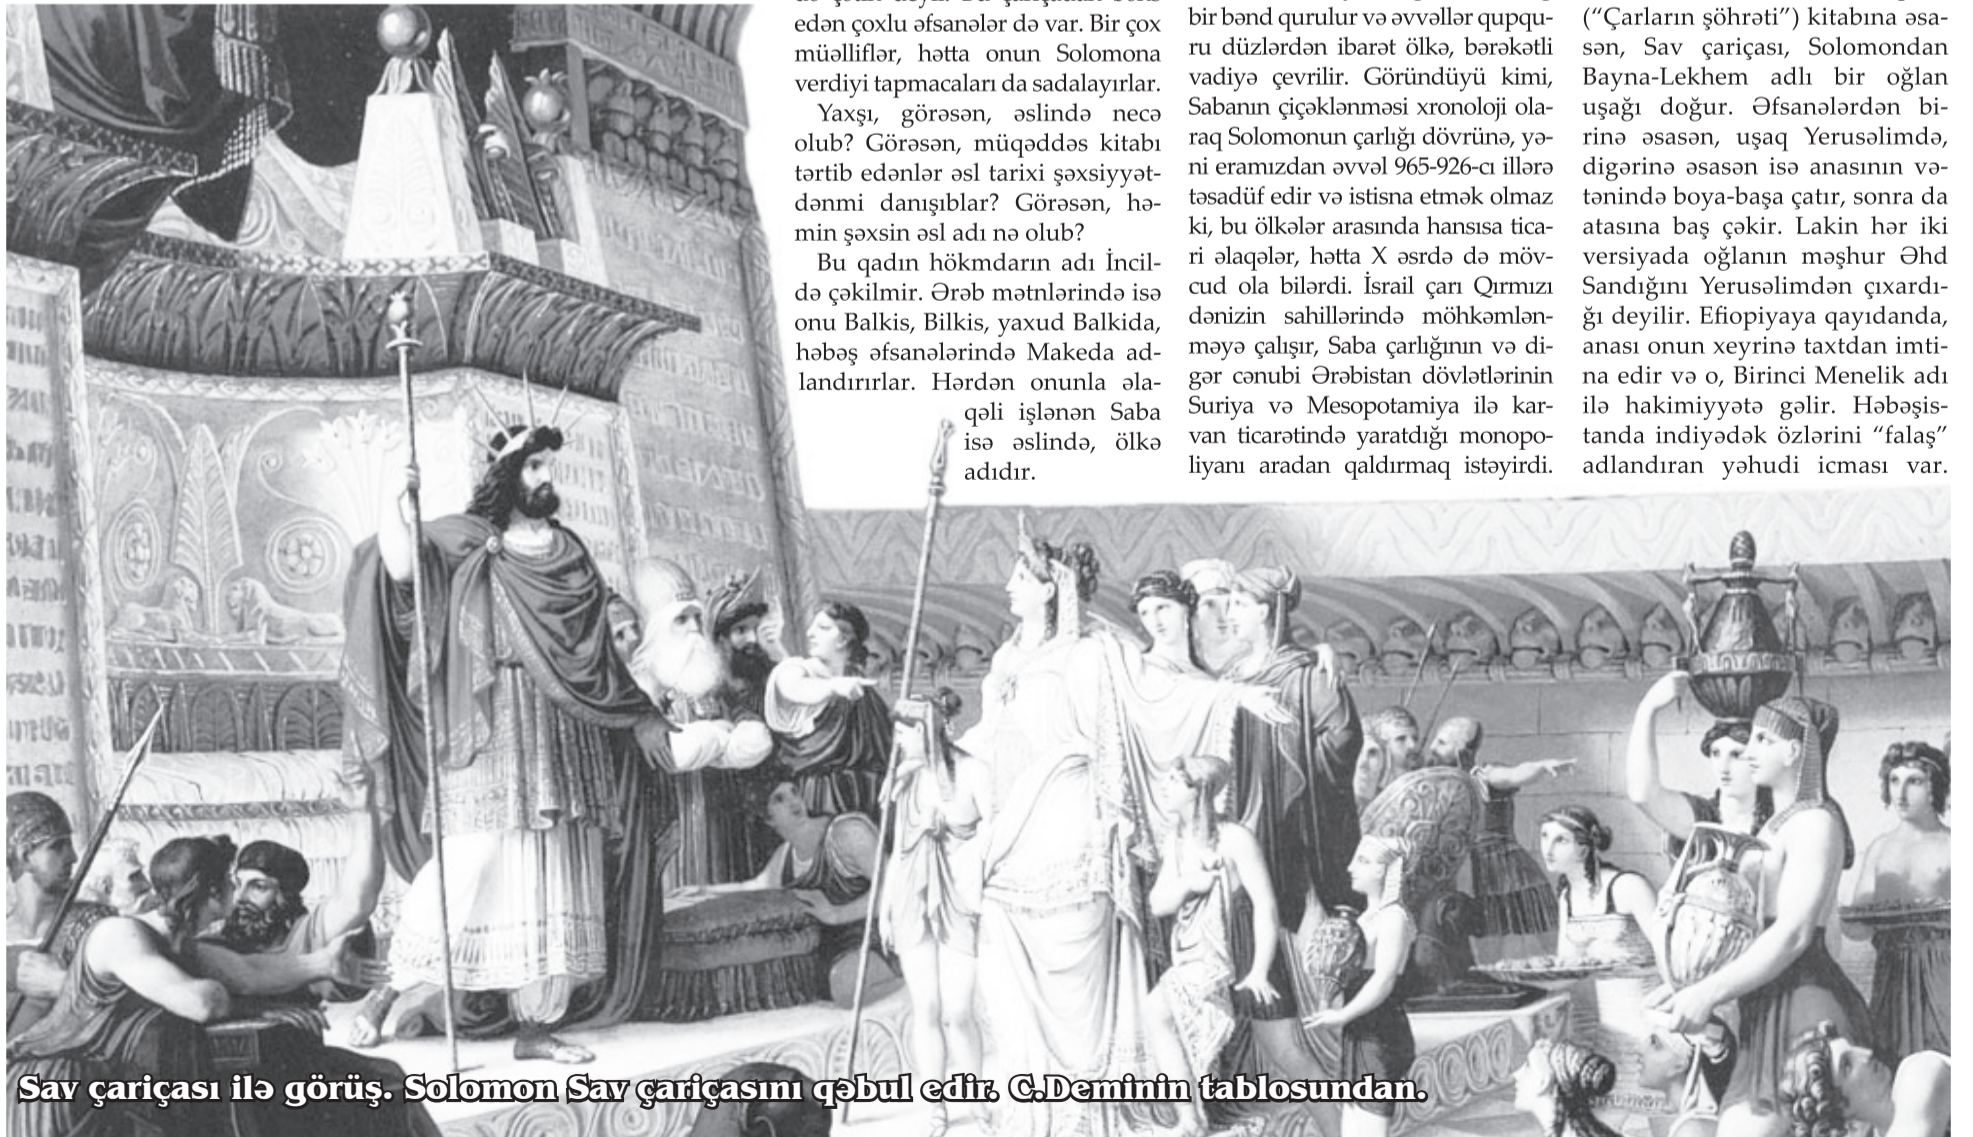 edən çoxlu əfsanələr də var. Bir çox
müəlliflər, hətta onun Solomona
verdiyi tapmacaları da sadalayırlar.
Yaxşı, görəsən, əslində necə
olub? Görəsən, müqəddəs kitabı
tərtib edənlər əsl tarixi şəxsiyyət-
dənmi danışıblar? Görəsən, hə-
min şəxsin əsl adı nə olub?
Bu qadın hökmdarın adı İncil-
də çəkilmir. Ərəb mətnlərində isə
onu Balkis, Bilkis, yaxud Balkida,
həbəş əfsanələrində Makeda ad-
landırırlar. Hərdən onunla əla-
qəli işlənən Saba
isə əslində, ölkə
adıdır.
bir bənd qurulur və əvvəllər qupqu-
ru düzlərdən ibarət ölkə, bərəkətli
vadiyə çevrilir. Göründüyü kimi,
Sabanın çiçəklənməsi xronoloji ola-
raq Solomonun çarlığı dövrünə, yə-
ni eramızdan əvvəl 965-926-cı illərə
təsadüf edir və istisna etmək olmaz
ki, bu ölkələr arasında hansısa tica-
ri əlaqələr, hətta X əsrdə də möv-
cud ola bilərdi. İsrail çarı Qırmızı
dənizin sahillərində möhkəmlən-
məyə çalışır, Saba çarlığının və di-
gər cənubi Ərəbistan dövlətlərinin
Suriya və Mesopotamiya ilə kar-
van ticarətində yaratdığı monopo-
liyanı aradan qaldırmaq istəyirdi.
(“Çarların şöhrəti”) kitabına əsa-
sən, Sav çariçası, Solomondan
Bayna-Lekhem adlı bir oğlan
uşağı doğur. Əfsanələrdən bi-
rinə əsasən, uşaq Yerusəlimdə,
digərinə əsasən isə anasının və-
tənində boya-başa çatır, sonra da
atasına baş çəkir. Lakin hər iki
versiyada oğlanın məşhur Əhd
Sandığını Yerusəlimdən çıxardı-
ğı deyilir. Efiopiyaya qayıdanda,
anası onun xeyrinə taxtdan imti-
na edir və o, Birinci Menelik adı
ilə hakimiyyətə gəlir. Həbəşis-
tanda indiyədək özlərini “falaş”
adlandıran yəhudi icması var.
Sav çariçası ilə görüş. Solomon Sav çariçasını qəbul edir. C.Deminin tablosundan.